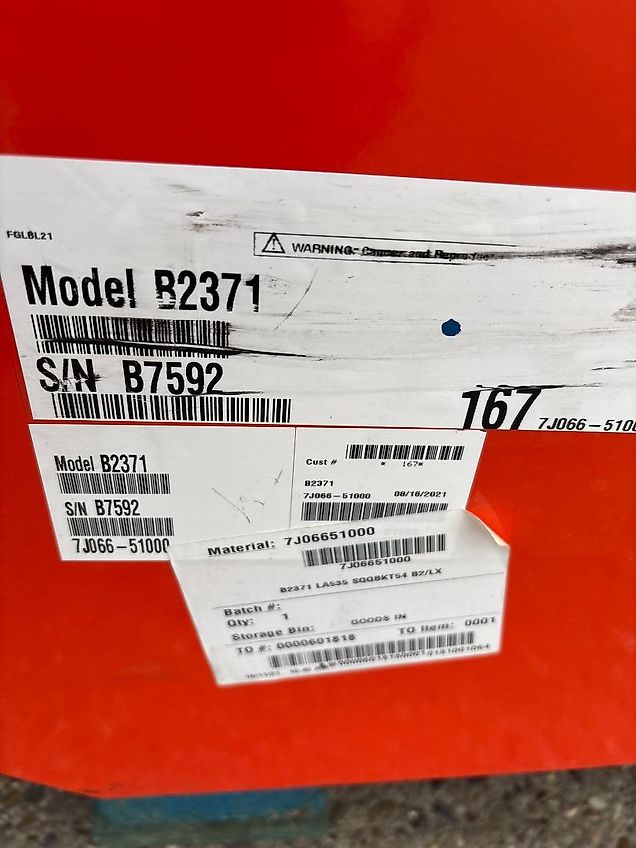 FGLBL21
WARNING: Cancer and
Model B2371
S/N B7592
167 7J066-5100
Model B2371
S/N B7592
7J066-51000
Cust #
* 167*
B2371
7J066-51000 08/16/2021
Material: 7J06651000
7J06651000
B2371 LA535 SQQBKT54 B2/LX
Batch #:
Qty: 1
Storage Bin: GOODS IN
TO #: 0000601818 TO Item: 0001